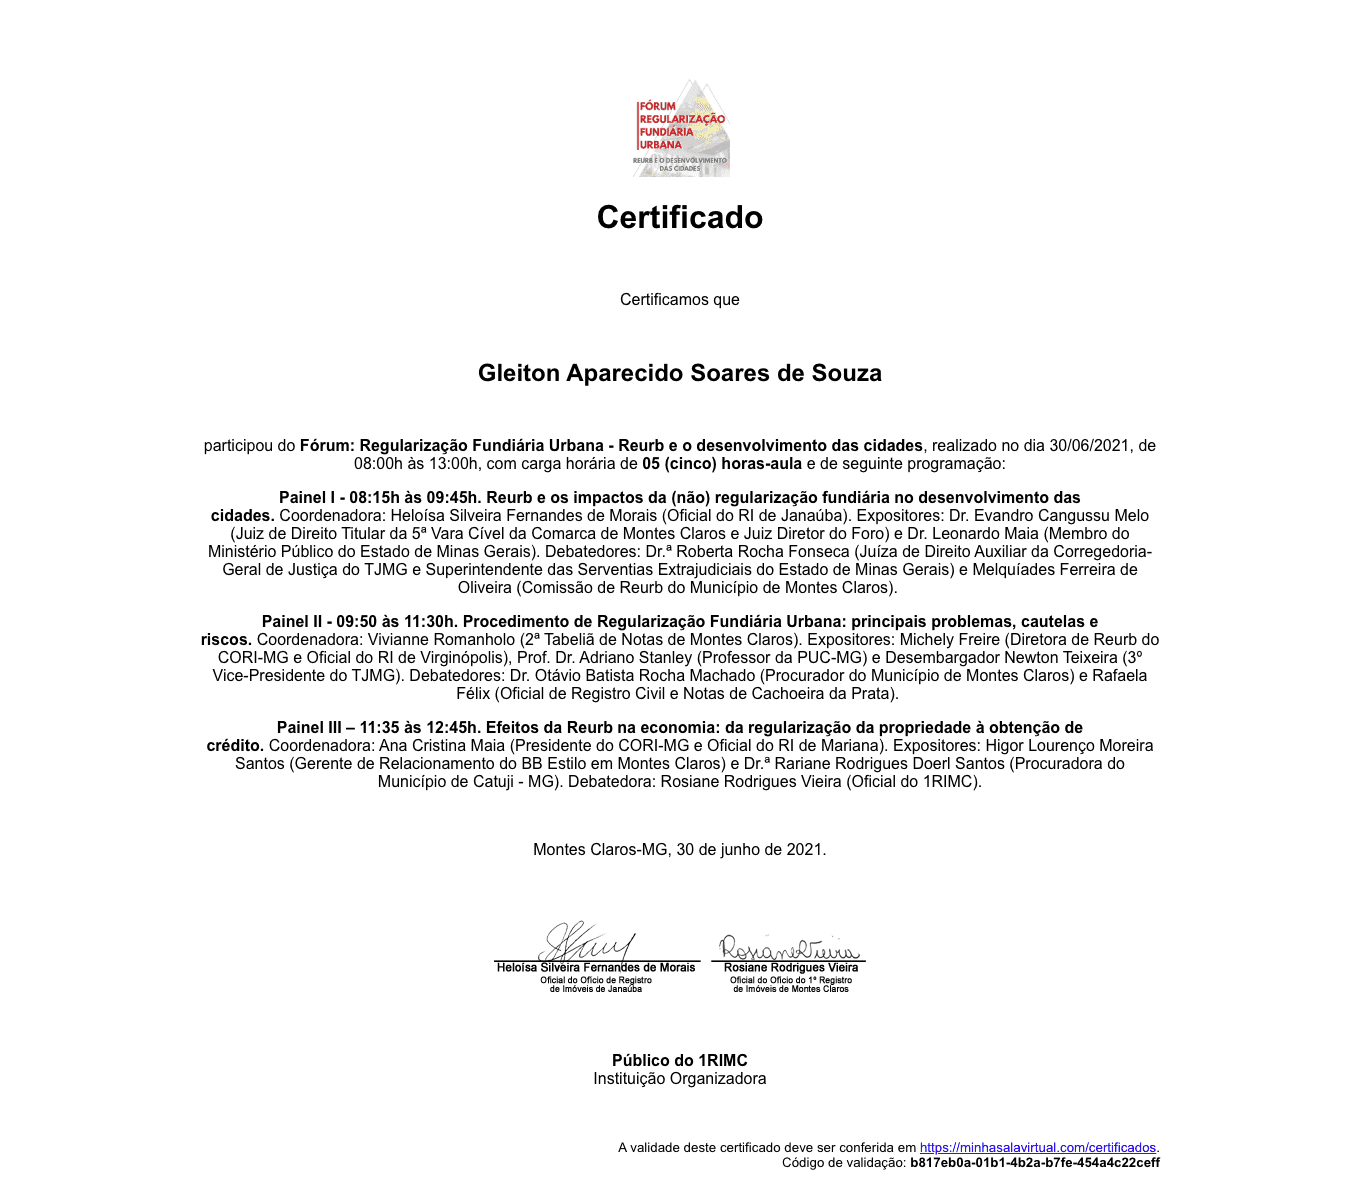 FÓRUM
REGULARIZAÇÃO
FUNDIÁRIA
URBANA
REURB E O DESENVOLVIMENTO
DAS CIDADES
Certificado
Certificamos que
Gleiton Aparecido Soares de Souza
participou do Fórum: Regularização Fundiária Urbana - Reurb e o desenvolvimento das cidades, realizado no dia 30/06/2021, de
08:00h às 13:00h, com carga horária de 05 (cinco) horas-aula e de seguinte programação:
Painel I - 08:15h às 09:45h. Reurb e os impactos da (não) regularização fundiária no desenvolvimento das
cidades. Coordenadora: Heloísa Silveira Fernandes de Morais (Oficial do RI de Janaúba). Expositores: Dr. Evandro Cangussu Melo
(Juiz de Direito Titular da 5ª Vara Cível da Comarca de Montes Claros e Juiz Diretor do Foro) e Dr. Leonardo Maia (Membro do
Ministério Público do Estado de Minas Gerais). Debatedores: Dr.ª Roberta Rocha Fonseca (Juíza de Direito Auxiliar da Corregedoria-
Geral de Justiça do TJMG e Superintendente das Serventias Extrajudiciais do Estado de Minas Gerais) e Melquíades Ferreira de
Oliveira (Comissão de Reurb do Município de Montes Claros).
Painel II - 09:50 às 11:30h. Procedimento de Regularização Fundiária Urbana: principais problemas, cautelas e
riscos. Coordenadora: Vivianne Romanholo (2ª Tabeliã de Notas de Montes Claros). Expositores: Michely Freire (Diretora de Reurb do
CORI-MG e Oficial do RI de Virginópolis), Prof. Dr. Adriano Stanley (Professor da PUC-MG) e Desembargador Newton Teixeira (3º
Vice-Presidente do TJMG). Debatedores: Dr. Otávio Batista Rocha Machado (Procurador do Município de Montes Claros) e Rafaela
Félix (Oficial de Registro Civil e Notas de Cachoeira da Prata).
Painel III – 11:35 às 12:45h. Efeitos da Reurb na economia: da regularização da propriedade à obtenção de
crédito. Coordenadora: Ana Cristina Maia (Presidente do CORI-MG e Oficial do RI de Mariana). Expositores: Higor Lourenço Moreira
Santos (Gerente de Relacionamento do BB Estilo em Montes Claros) e Dr.ª Rariane Rodrigues Doerl Santos (Procuradora do
Município de Catuji - MG). Debatedora: Rosiane Rodrigues Vieira (Oficial do 1RIMC).
Montes Claros-MG, 30 de junho de 2021.
Rosiane Vieira
Heloísa Silveira Fernandes de Morais Rosiane Rodrigues Vieira
Oficial do Ofício de Registro Oficial do Ofício do 1º Registro
de Imóveis de Janaúba de Imóveis de Montes Claros
Público do 1RIMC
Instituição Organizadora
A validade deste certificado deve ser conferida em https://minhasalavirtual.com/certificados.
Código de validação: b817eb0a-01b1-4b2a-b7fe-454a4c22ceff